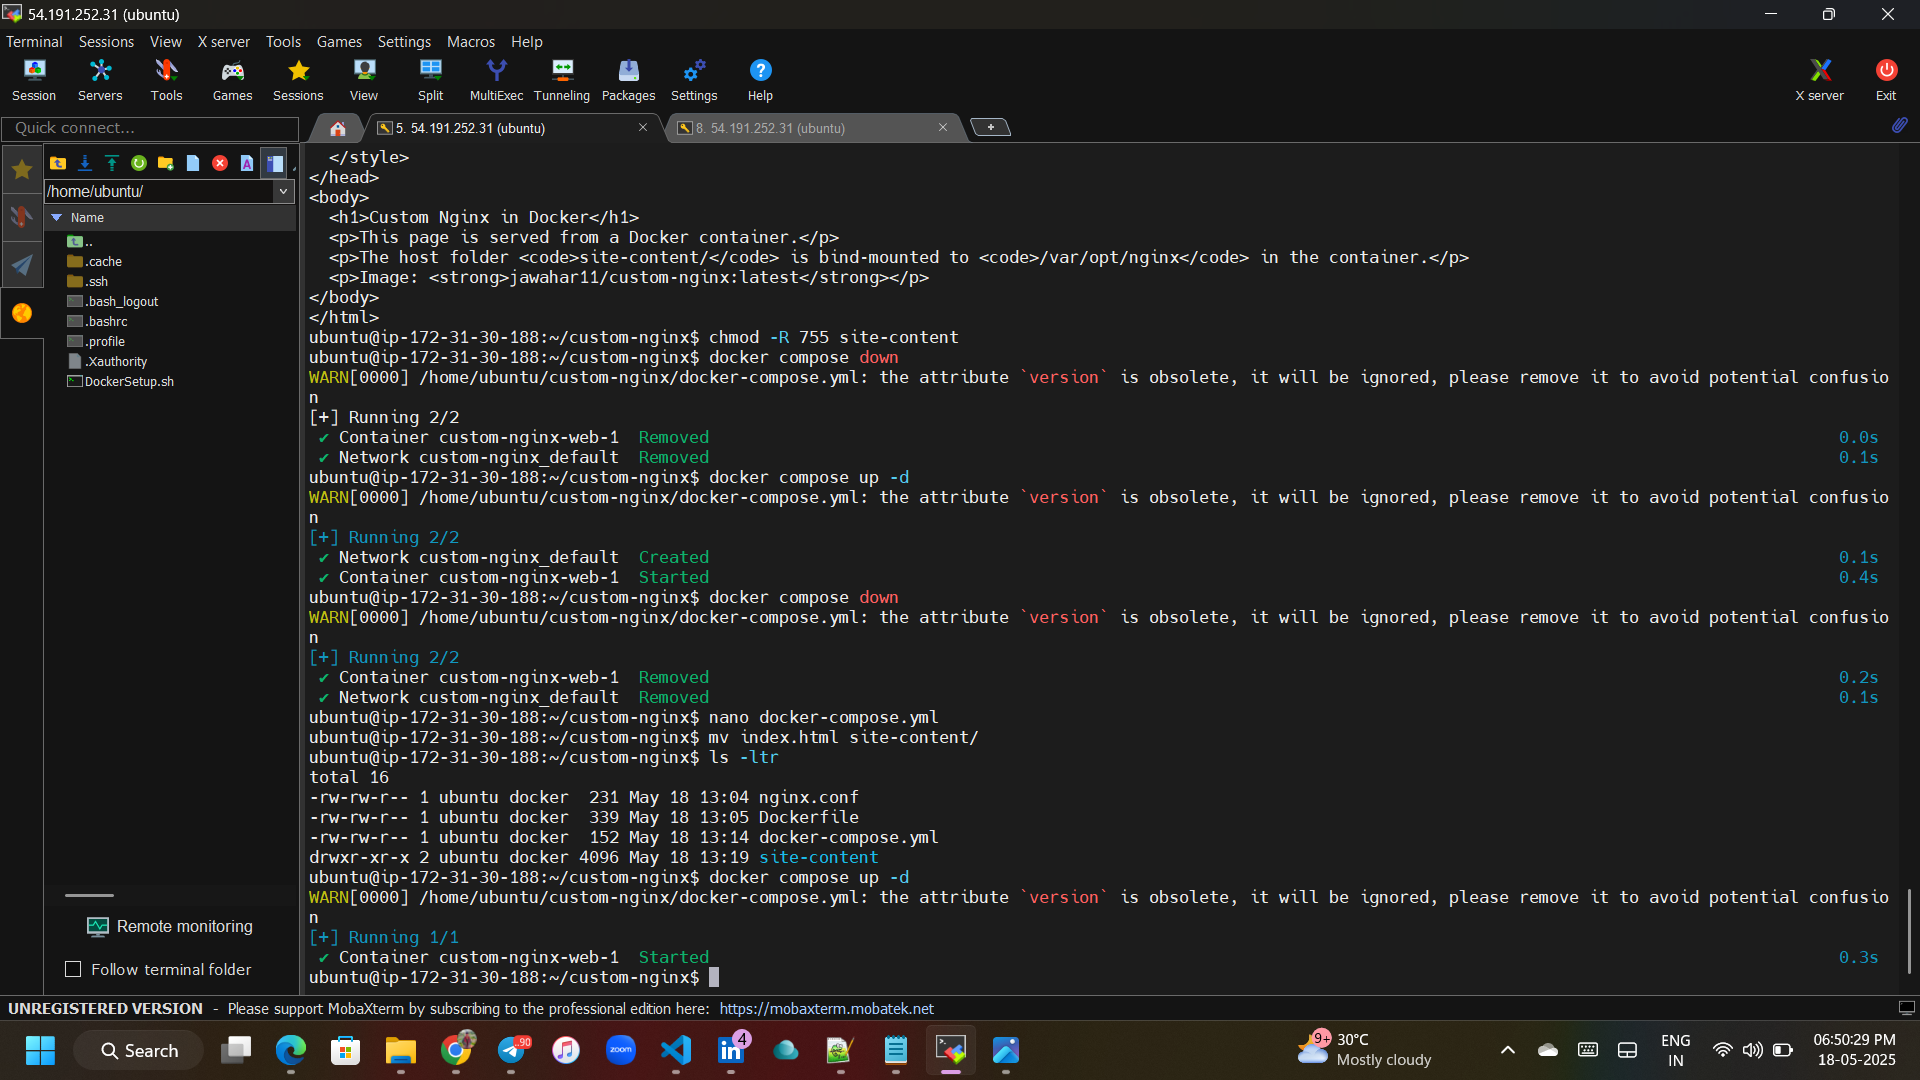 54.191.252.31 (ubuntu)
Terminal Sessions View X server Tools Games Settings Macros Help
Session Servers Tools Games Sessions View Split MultiExec Tunneling Packages Settings Help X server Exit
Quick connect...
5. 54.191.252.31 (ubuntu)
8. 54.191.252.31 (ubuntu)
/home/ubuntu/
Name
..
.cache
.ssh
.bash_logout
.bashrc
.profile
.Xauthority
DockerSetup.sh
Remote monitoring
Follow terminal folder
  </style>
</head>
<body>
  <h1>Custom Nginx in Docker</h1>
  <p>This page is served from a Docker container.</p>
  <p>The host folder <code>site-content/</code> is bind-mounted to <code>/var/opt/nginx</code> in the container.</p>
  <p>Image: <strong>jawahar11/custom-nginx:latest</strong></p>
</body>
</html>
ubuntu@ip-172-31-30-188:~/custom-nginx$ chmod -R 755 site-content
ubuntu@ip-172-31-30-188:~/custom-nginx$ docker compose down
WARN[0000] /home/ubuntu/custom-nginx/docker-compose.yml: the attribute `version` is obsolete, it will be ignored, please remove it to avoid potential confusio
n
[+] Running 2/2
 ✔ Container custom-nginx-web-1  Removed 0.0s
 ✔ Network custom-nginx_default  Removed 0.1s
ubuntu@ip-172-31-30-188:~/custom-nginx$ docker compose up -d
WARN[0000] /home/ubuntu/custom-nginx/docker-compose.yml: the attribute `version` is obsolete, it will be ignored, please remove it to avoid potential confusio
n
[+] Running 2/2
 ✔ Network custom-nginx_default  Created 0.1s
 ✔ Container custom-nginx-web-1  Started 0.4s
ubuntu@ip-172-31-30-188:~/custom-nginx$ docker compose down
WARN[0000] /home/ubuntu/custom-nginx/docker-compose.yml: the attribute `version` is obsolete, it will be ignored, please remove it to avoid potential confusio
n
[+] Running 2/2
 ✔ Container custom-nginx-web-1  Removed 0.2s
 ✔ Network custom-nginx_default  Removed 0.1s
ubuntu@ip-172-31-30-188:~/custom-nginx$ nano docker-compose.yml
ubuntu@ip-172-31-30-188:~/custom-nginx$ mv index.html site-content/
ubuntu@ip-172-31-30-188:~/custom-nginx$ ls -ltr
total 16
-rw-rw-r-- 1 ubuntu docker  231 May 18 13:04 nginx.conf
-rw-rw-r-- 1 ubuntu docker  339 May 18 13:05 Dockerfile
-rw-rw-r-- 1 ubuntu docker  152 May 18 13:14 docker-compose.yml
drwxr-xr-x 2 ubuntu docker 4096 May 18 13:19 site-content
ubuntu@ip-172-31-30-188:~/custom-nginx$ docker compose up -d
WARN[0000] /home/ubuntu/custom-nginx/docker-compose.yml: the attribute `version` is obsolete, it will be ignored, please remove it to avoid potential confusio
n
[+] Running 1/1
 ✔ Container custom-nginx-web-1  Started 0.3s
ubuntu@ip-172-31-30-188:~/custom-nginx$
UNREGISTERED VERSION - Please support MobaXterm by subscribing to the professional edition here: https://mobaxterm.mobatek.net
Search
90
zoom
in
4
9+
30°C
Mostly cloudy
ENG
IN
06:50:29 PM
18-05-2025